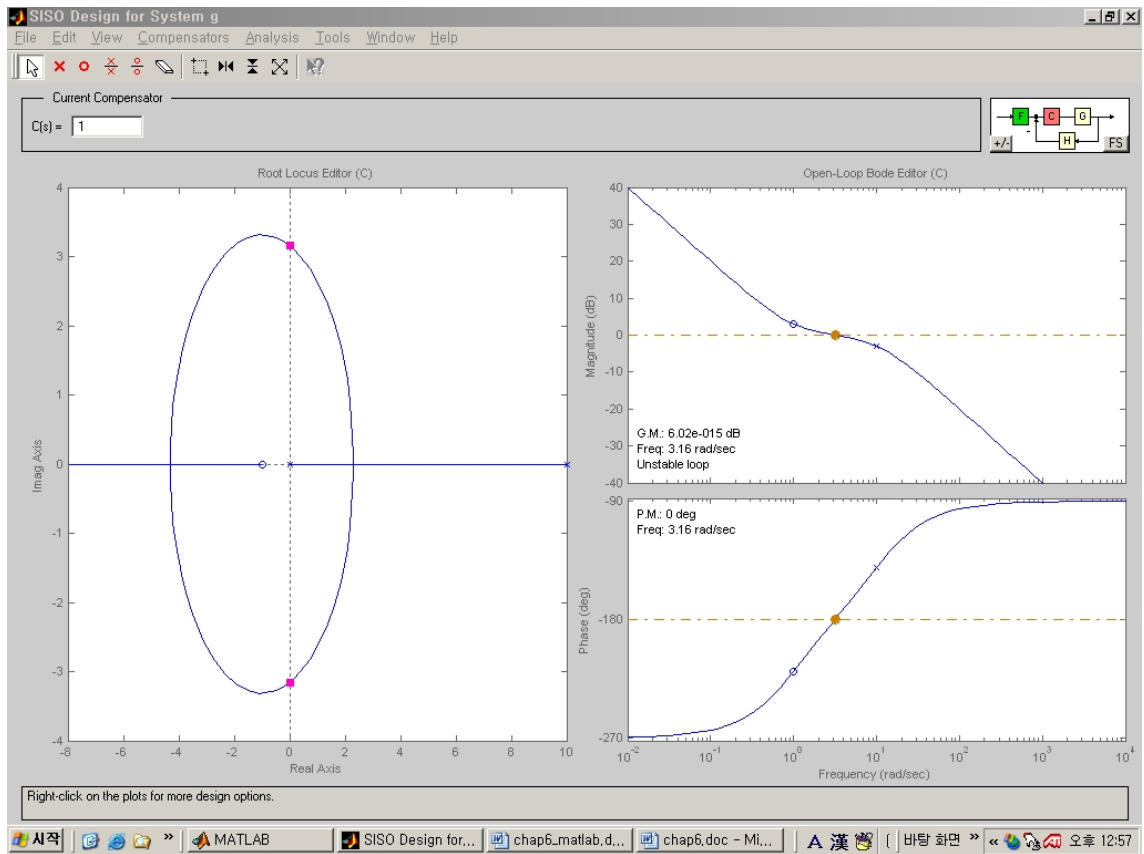 SISO Design for System g
File Edit View Compensators Analysis Tools Window Help
Current Compensator
C(s) = 1
F C G
H
+/- FS
Root Locus Editor (C)
4
3
2
1
0
-1
-2
-3
-4
Imag Axis
-8 -6 -4 -2 0 2 4 6 8 10
Real Axis
Open-Loop Bode Editor (C)
40
30
20
10
0
-10
-20
-30
-40
Magnitude (dB)
G.M.: 6.02e-015 dB
Freq: 3.16 rad/sec
Unstable loop
-90
-180
-270
Phase (deg)
P.M.: 0 deg
Freq: 3.16 rad/sec
10^-2 10^-1 10^0 10^1 10^2 10^3 10^4
Frequency (rad/sec)
Right-click on the plots for more design options.
시작 » MATLAB SISO Design for... chap6_matlab,d... chap6,doc - Mi... A 漢 바탕 화면 » « 오후 12:57